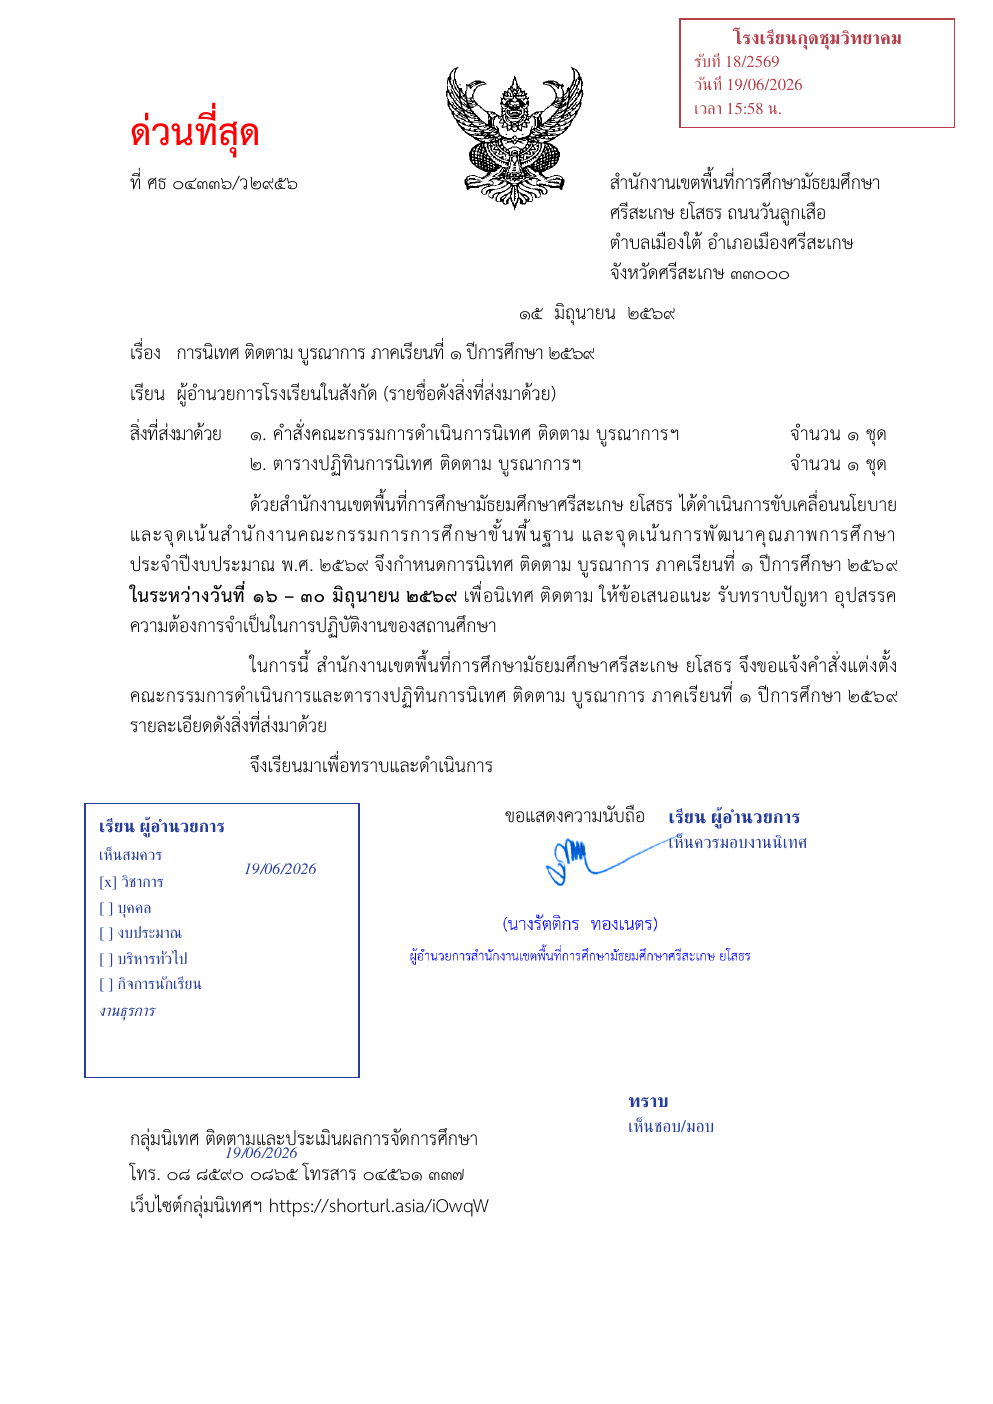 โรงเรียนกุดชุมวิทยาคม
รับที่ 18/2569
วันที่ 19/06/2026
เวลา 15:58 น.
ด่วนที่สุด
ที่ ศธ ๐๔๓๓๖/ว๒๙๕๖
สำนักงานเขตพื้นที่การศึกษามัธยมศึกษา
ศรีสะเกษ ยโสธร ถนนวันลูกเสือ
ตำบลเมืองใต้ อำเภอเมืองศรีสะเกษ
จังหวัดศรีสะเกษ ๓๓๐๐๐
๑๕ มิถุนายน ๒๕๖๙
เรื่อง การนิเทศ ติดตาม บูรณาการ ภาคเรียนที่ ๑ ปีการศึกษา ๒๕๖๙
เรียน ผู้อำนวยการโรงเรียนในสังกัด (รายชื่อดังสิ่งที่ส่งมาด้วย)
สิ่งที่ส่งมาด้วย ๑. คำสั่งคณะกรรมการดำเนินการนิเทศ ติดตาม บูรณาการฯ จำนวน ๑ ชุด
๒. ตารางปฏิทินการนิเทศ ติดตาม บูรณาการฯ จำนวน ๑ ชุด
ด้วยสำนักงานเขตพื้นที่การศึกษามัธยมศึกษาศรีสะเกษ ยโสธร ได้ดำเนินการขับเคลื่อนนโยบาย
และจุดเน้นสำนักงานคณะกรรมการการศึกษาขั้นพื้นฐาน และจุดเน้นการพัฒนาคุณภาพการศึกษา
ประจำปีงบประมาณ พ.ศ. ๒๕๖๙ จึงกำหนดการนิเทศ ติดตาม บูรณาการ ภาคเรียนที่ ๑ ปีการศึกษา ๒๕๖๙
ในระหว่างวันที่ ๑๖ – ๓๐ มิถุนายน ๒๕๖๙ เพื่อนิเทศ ติดตาม ให้ข้อเสนอแนะ รับทราบปัญหา อุปสรรค
ความต้องการจำเป็นในการปฏิบัติงานของสถานศึกษา
ในการนี้ สำนักงานเขตพื้นที่การศึกษามัธยมศึกษาศรีสะเกษ ยโสธร จึงขอแจ้งคำสั่งแต่งตั้ง
คณะกรรมการดำเนินการและตารางปฏิทินการนิเทศ ติดตาม บูรณาการ ภาคเรียนที่ ๑ ปีการศึกษา ๒๕๖๙
รายละเอียดดังสิ่งที่ส่งมาด้วย
จึงเรียนมาเพื่อทราบและดำเนินการ
ขอแสดงความนับถือ
เรียน ผู้อำนวยการ
เห็นควรมอบงานนิเทศ
เรียน ผู้อำนวยการ
เห็นสมควร
19/06/2026
[x] วิชาการ
[ ] บุคคล
[ ] งบประมาณ
[ ] บริหารทั่วไป
[ ] กิจการนักเรียน
งานธุรการ
(นางรัตติกร ทองเนตร)
ผู้อำนวยการสำนักงานเขตพื้นที่การศึกษามัธยมศึกษาศรีสะเกษ ยโสธร
ทราบ
เห็นชอบ/มอบ
กลุ่มนิเทศ ติดตามและประเมินผลการจัดการศึกษา
19/06/2026
โทร. ๐๘ ๘๕๙๐ ๐๘๖๕ โทรสาร ๐๔๕๖๑ ๓๓๗
เว็บไซต์กลุ่มนิเทศฯ https://shorturl.asia/iOwqW